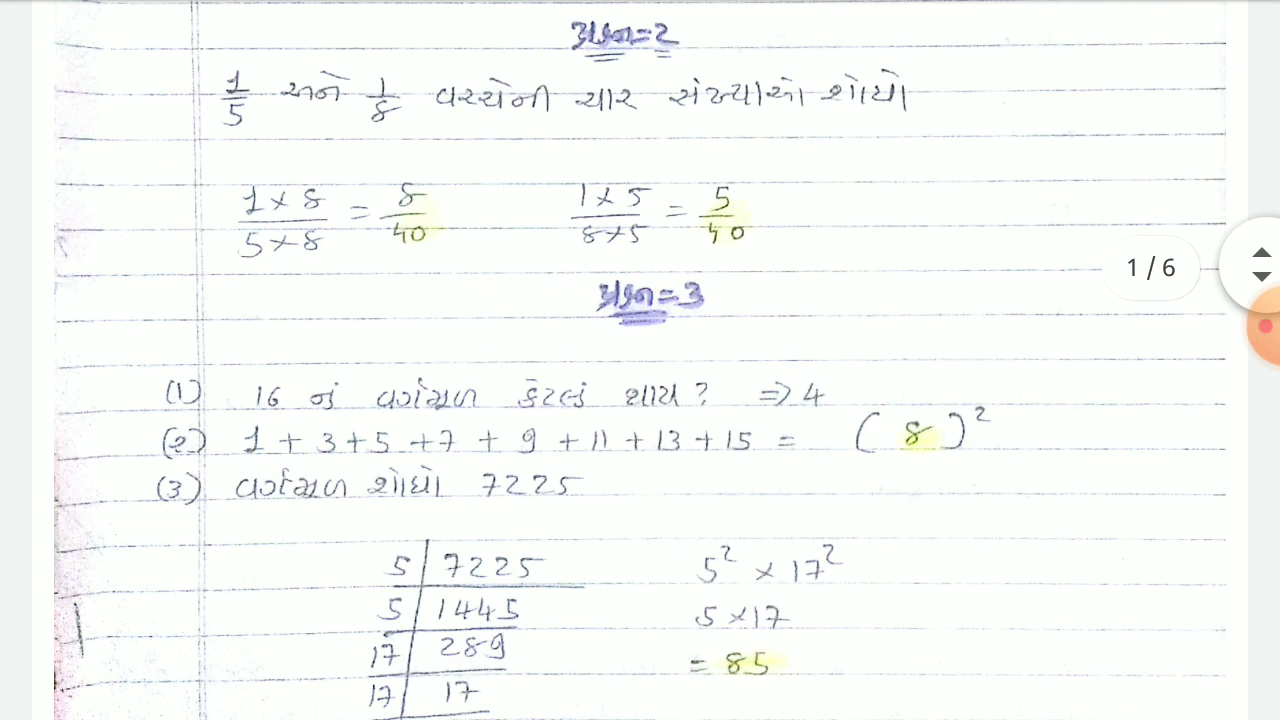 પ્રશ્ન=2
1/5 અને 1/8 વચ્ચેની ચાર સંખ્યાઓ શોધો
1×8/5×8 = 8/40 1×5/8×5 = 5/40
1 / 6
પ્રશ્ન=3
(1) 16 નું વર્ગમૂળ કેટલું થાય? => 4
(૨) 1 + 3 + 5 + 7 + 9 + 11 + 13 + 15 = (8)²
(૩) વર્ગમૂળ શોધો 7225
5 | 7225 5² × 17²
5 | 1445 5×17
17 | 289 = 85
17 | 17